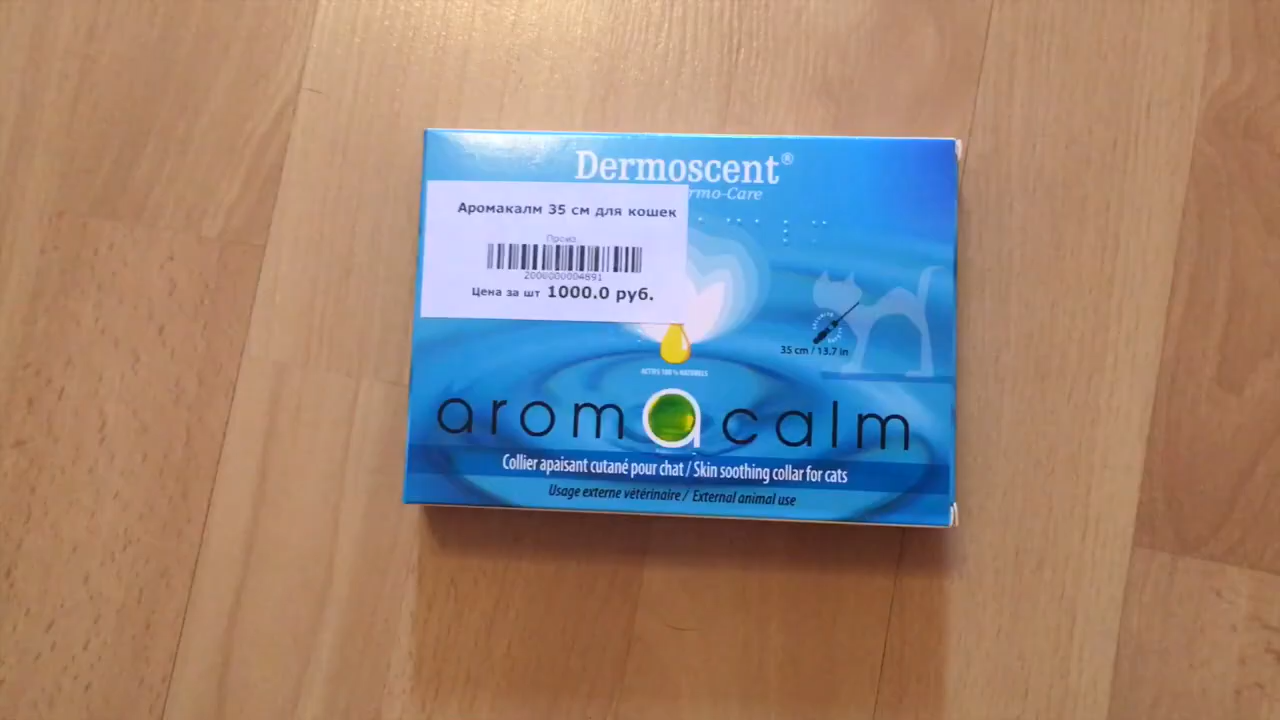 Dermoscent®
rmo-Care
Аромакалм 35 см для кошек
Произ.
2000000004891
Цена за шт 1000.0 руб.
35 cm / 13.7 in
ACTIFS 100 % NATURELS
aromacalm
Collier apaisant cutané pour chat / Skin soothing collar for cats
Usage externe vétérinaire / External animal use